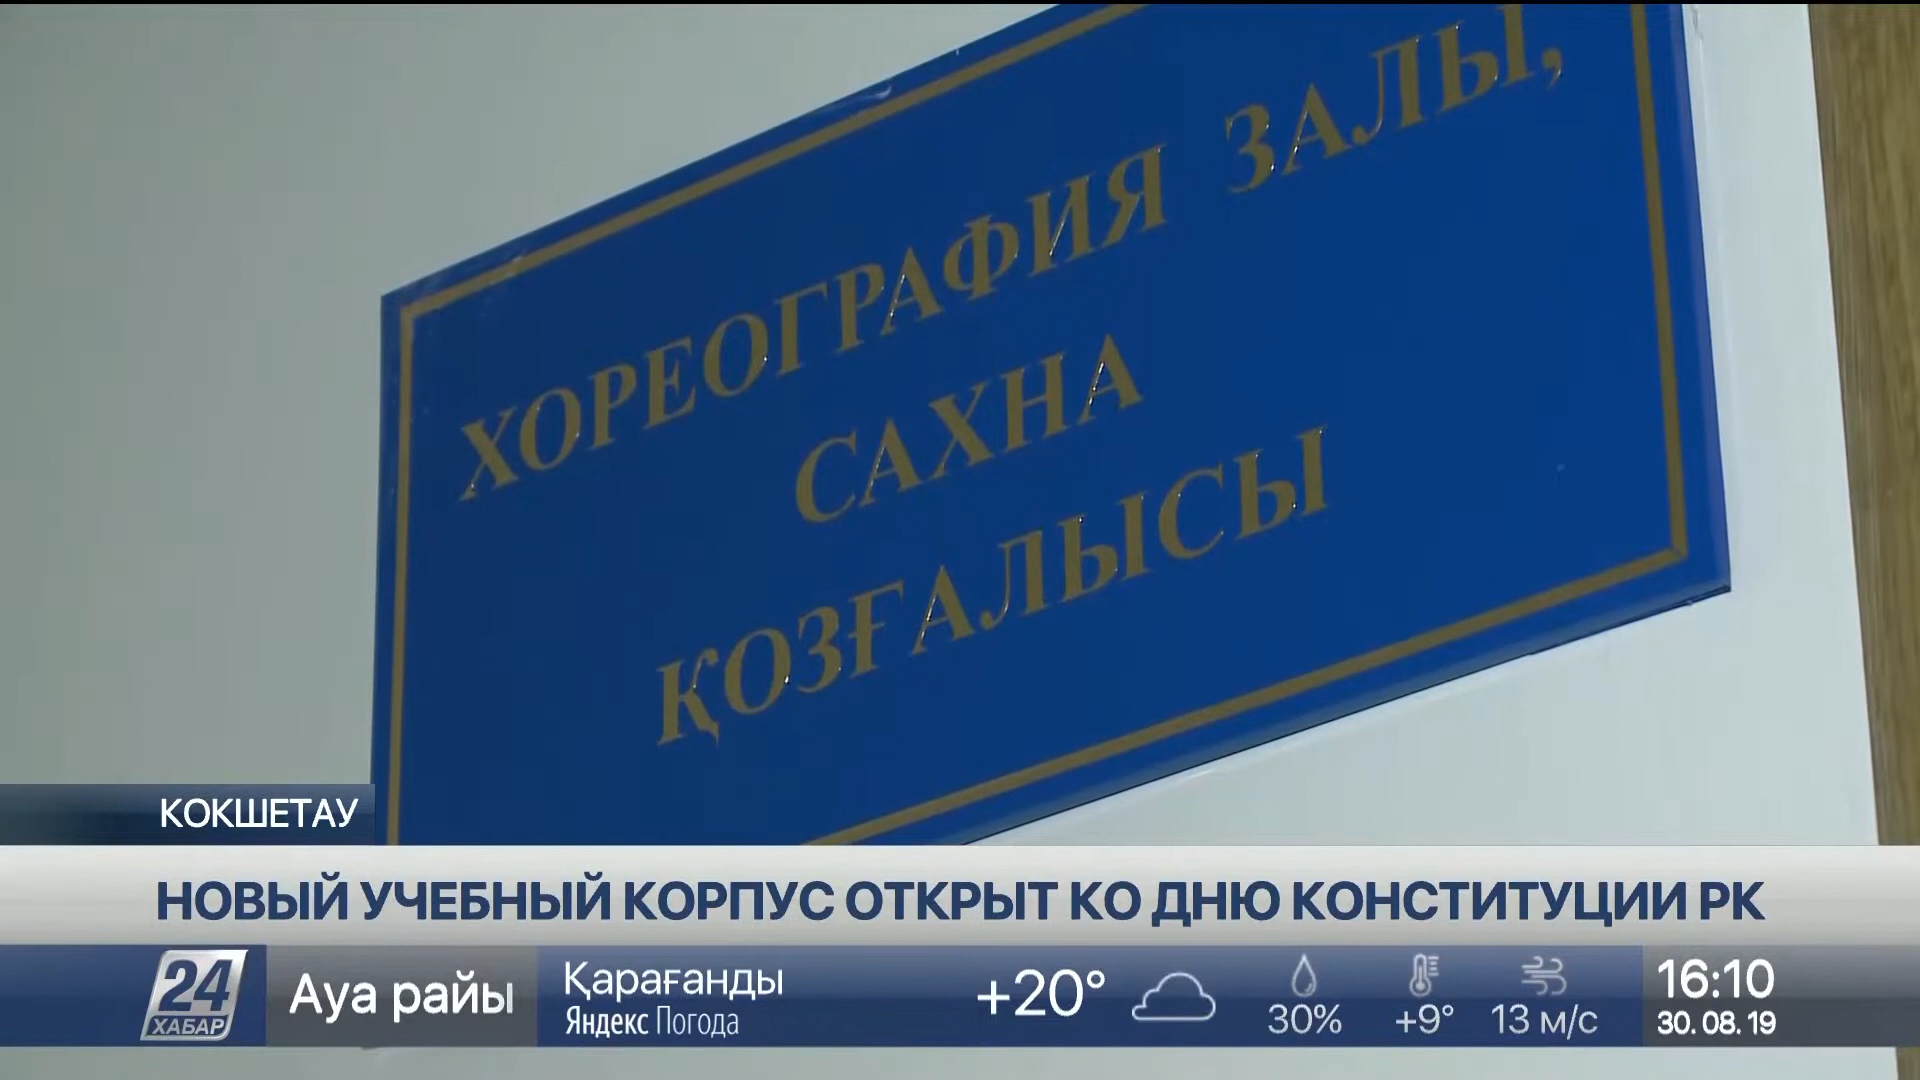 ХОРЕОГРАФИЯ ЗАЛЫ,
САХНА
ҚОЗҒАЛЫСЫ
КОКШЕТАУ
НОВЫЙ УЧЕБНЫЙ КОРПУС ОТКРЫТ КО ДНЮ КОНСТИТУЦИИ РК
24
ХАБАР
Ауа райы
Қарағанды
Яндекс Погода
+20°
30%
+9°
13 м/с
16:10
30. 08. 19